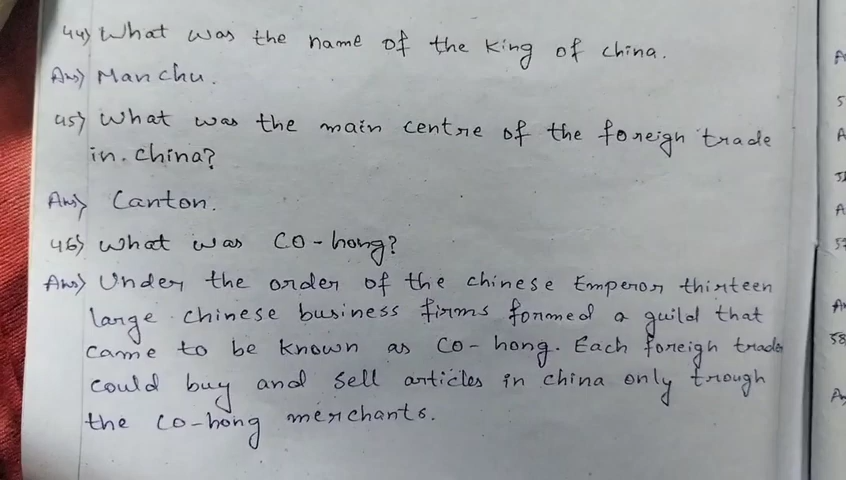 44) What was the name of the King of china.
Ans) Manchu.
45) What was the main centre of the foreign trade
in. china?
Ans) Canton.
46) What was CO-hong?
Ans) Under the order of the chinese Emperor thirteen
large chinese business firms formed a guild that
came to be known as CO-hong. Each foreign trader
could buy and sell articles in china only trough
the CO-hong merchants.